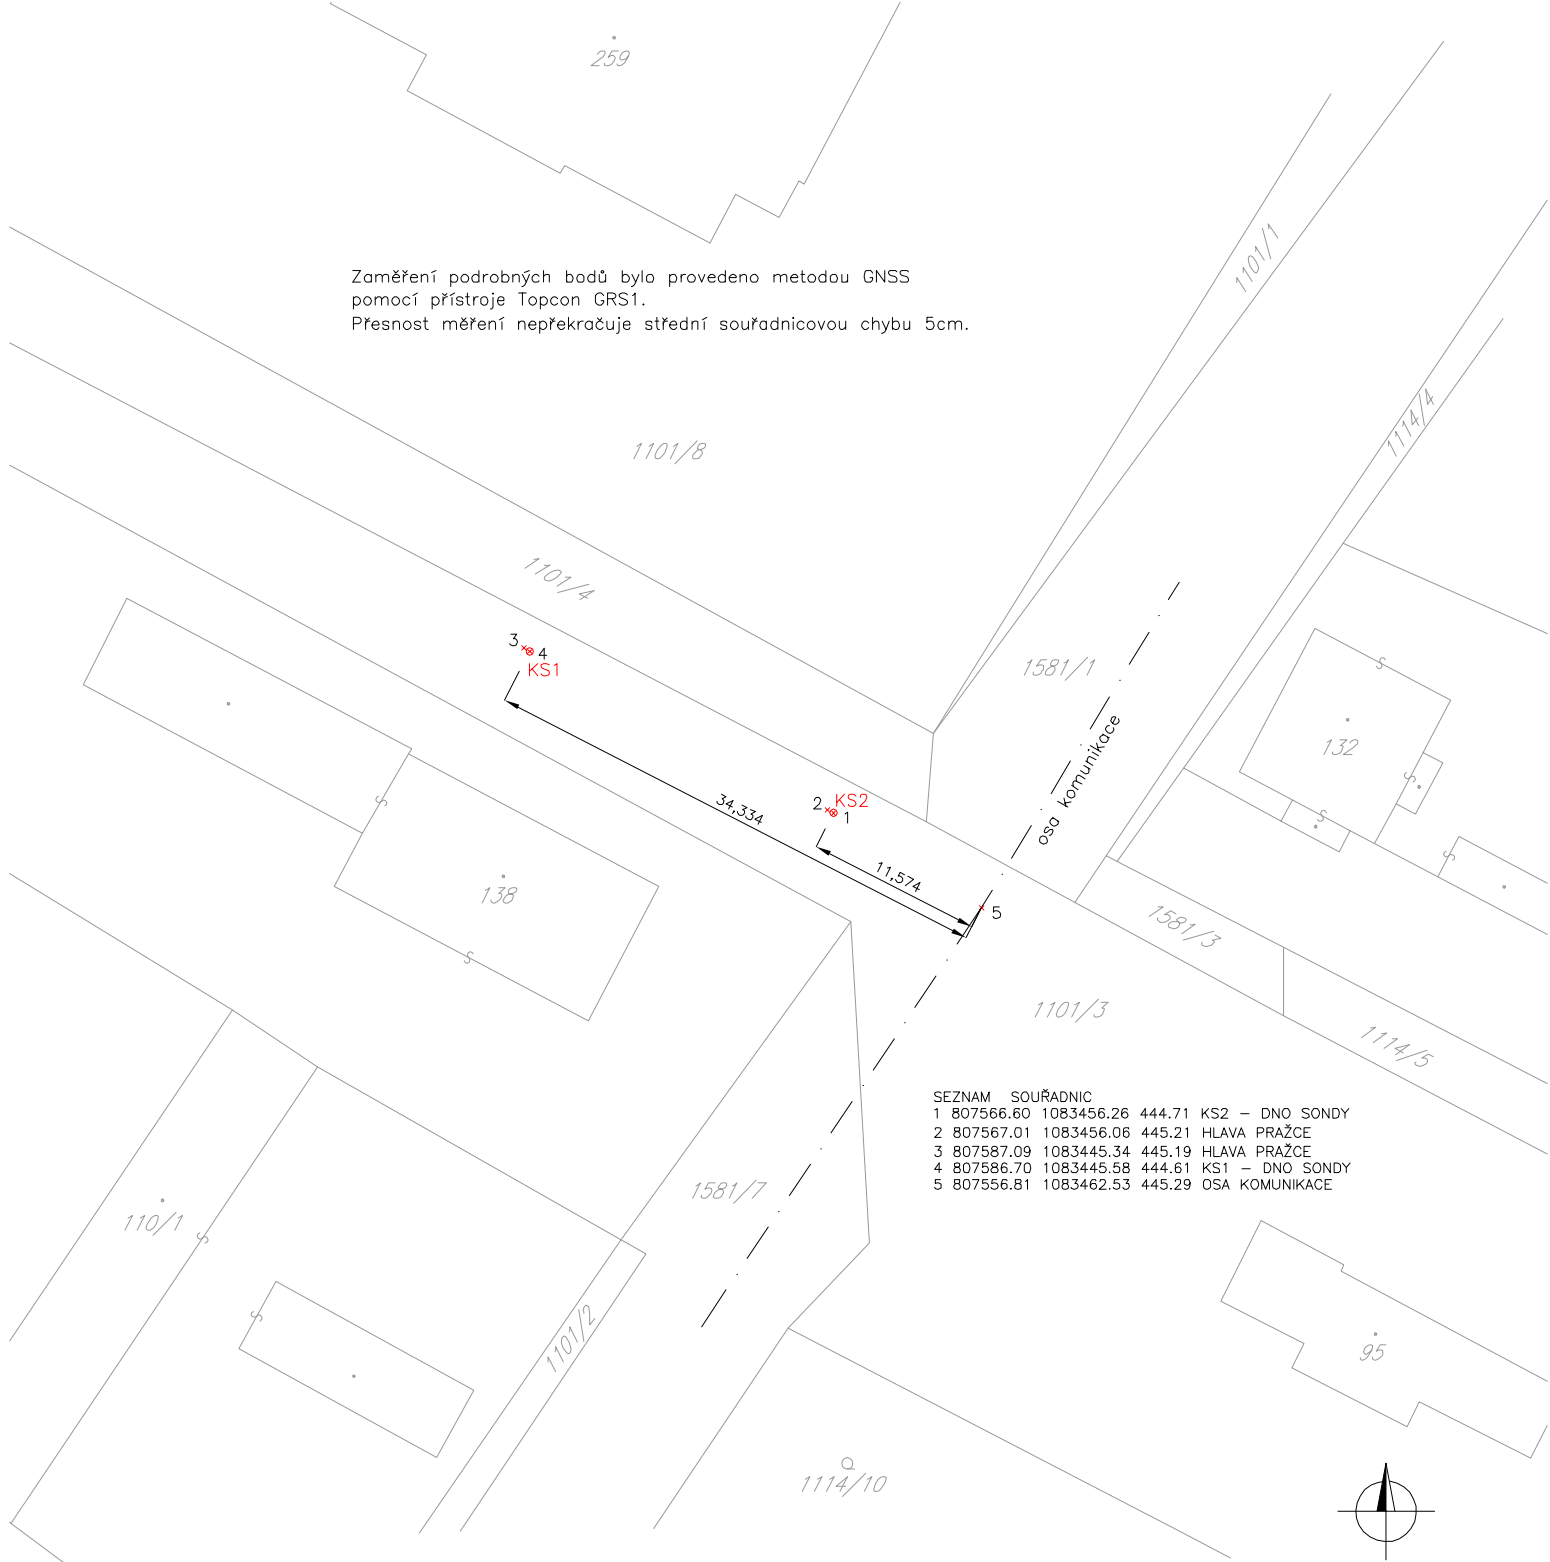 259
Zaměření podrobných bodů bylo provedeno metodou GNSS
pomocí přístroje Topcon GRS1.
Přesnost měření nepřekračuje střední souřadnicovou chybu 5cm.
1101/1
1114/4
1101/8
1101/4
3
4
KS1
1581/1
132
osa komunikace
2
KS2
1
34,334
11,574
138
5
1581/3
1101/3
1114/5
SEZNAM SOUŘADNIC
1 807566.60 1083456.26 444.71 KS2 – DNO SONDY
2 807567.01 1083456.06 445.21 HLAVA PRAŽCE
3 807587.09 1083445.34 445.19 HLAVA PRAŽCE
4 807586.70 1083445.58 444.61 KS1 – DNO SONDY
5 807556.81 1083462.53 445.29 OSA KOMUNIKACE
1581/7
110/1
1101/2
95
1114/10